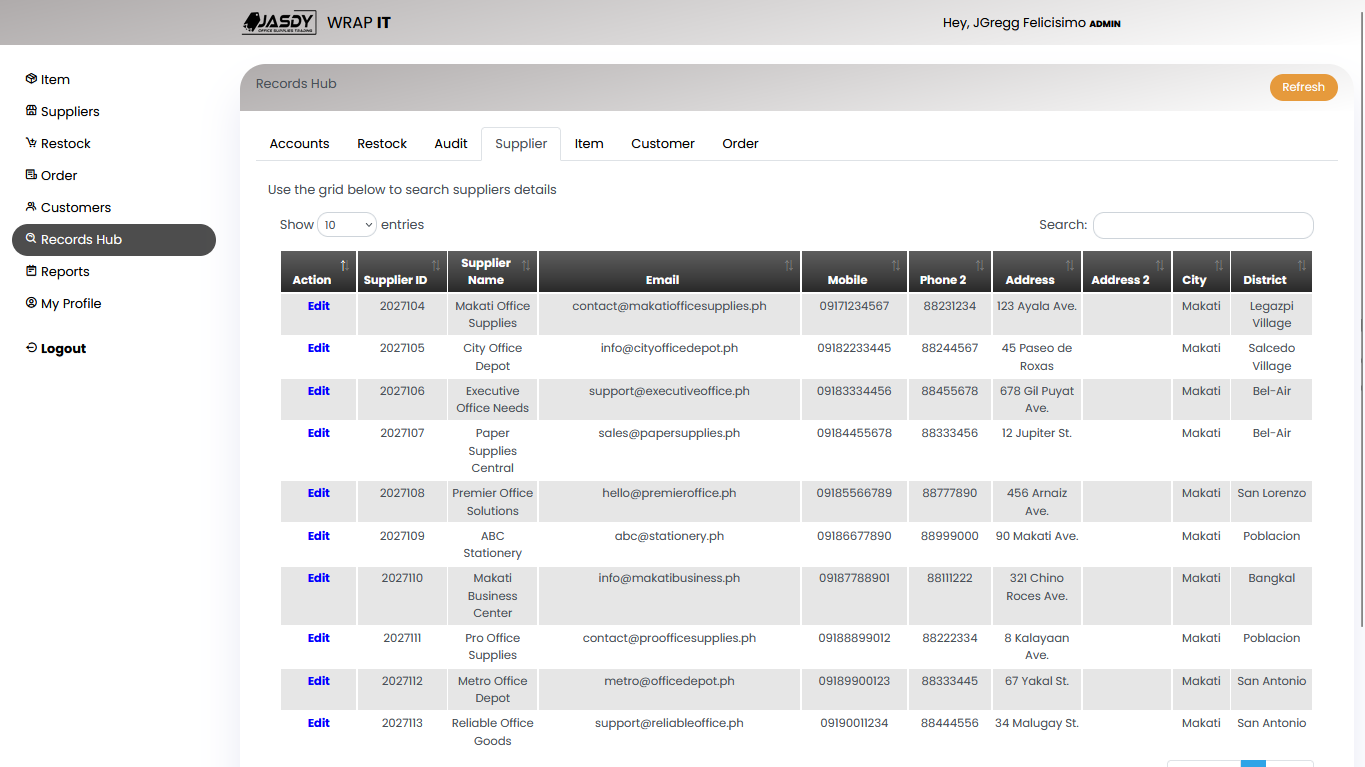 JASDY
OFFICE SUPPLIES TRADING
WRAP IT
Hey, JGregg Felicisimo ADMIN
Item
Suppliers
Restock
Order
Customers
Records Hub
Reports
My Profile
Logout
Records Hub
Refresh
Accounts Restock Audit Supplier Item Customer Order
Use the grid below to search suppliers details
Show 10 entries
Search:
Action Supplier ID Supplier Name Email Mobile Phone 2 Address Address 2 City District
Edit 2027104 Makati Office Supplies contact@makatiofficesupplies.ph 09171234567 88231234 123 Ayala Ave. Makati Legazpi Village
Edit 2027105 City Office Depot info@cityofficedepot.ph 09182233445 88244567 45 Paseo de Roxas Makati Salcedo Village
Edit 2027106 Executive Office Needs support@executiveoffice.ph 09183334456 88455678 678 Gil Puyat Ave. Makati Bel-Air
Edit 2027107 Paper Supplies Central sales@papersupplies.ph 09184455678 88333456 12 Jupiter St. Makati Bel-Air
Edit 2027108 Premier Office Solutions hello@premieroffice.ph 09185566789 88777890 456 Arnaiz Ave. Makati San Lorenzo
Edit 2027109 ABC Stationery abc@stationery.ph 09186677890 88999000 90 Makati Ave. Makati Poblacion
Edit 2027110 Makati Business Center info@makatibusiness.ph 09187788901 88111222 321 Chino Roces Ave. Makati Bangkal
Edit 2027111 Pro Office Supplies contact@proofficesupplies.ph 09188899012 88222334 8 Kalayaan Ave. Makati Poblacion
Edit 2027112 Metro Office Depot metro@officedepot.ph 09189900123 88333445 67 Yakal St. Makati San Antonio
Edit 2027113 Reliable Office Goods support@reliableoffice.ph 09190011234 88444556 34 Malugay St. Makati San Antonio